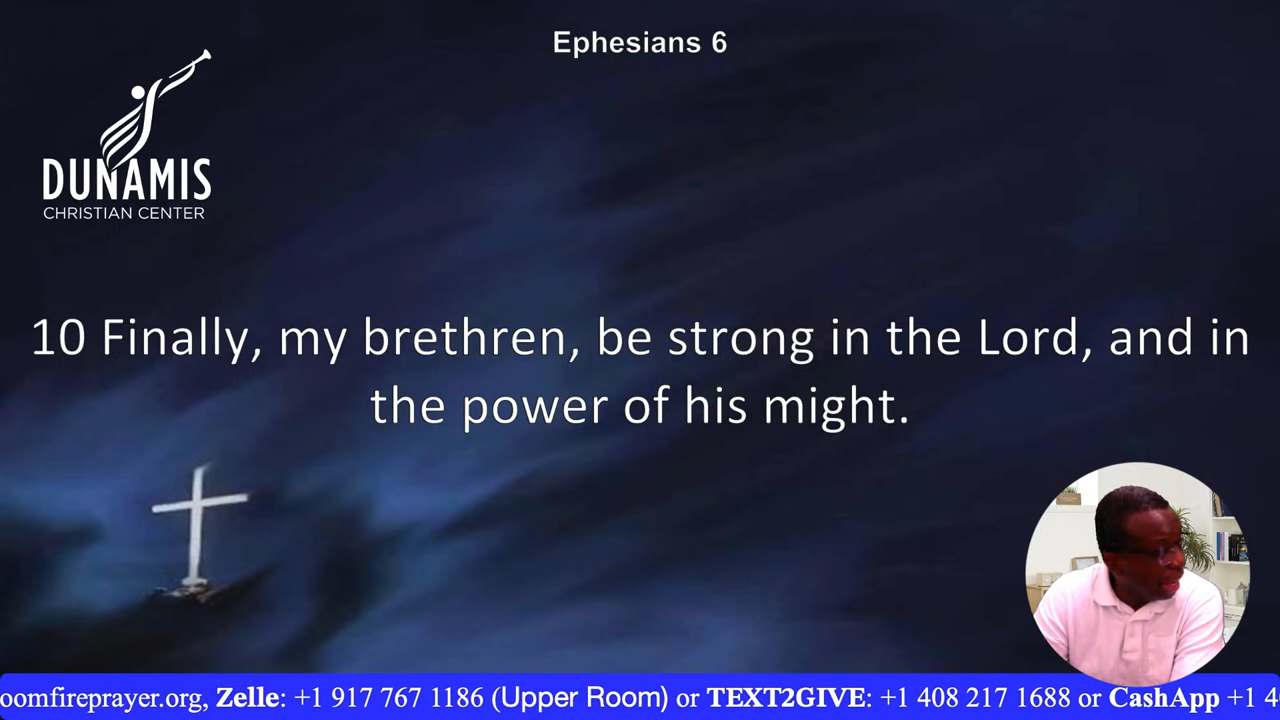 Ephesians 6
DUNAMIS
CHRISTIAN CENTER
10 Finally, my brethren, be strong in the Lord, and in
the power of his might.
oomfireprayer.org, Zelle: +1 917 767 1186 (Upper Room) or TEXT2GIVE: +1 408 217 1688 or CashApp +1 4